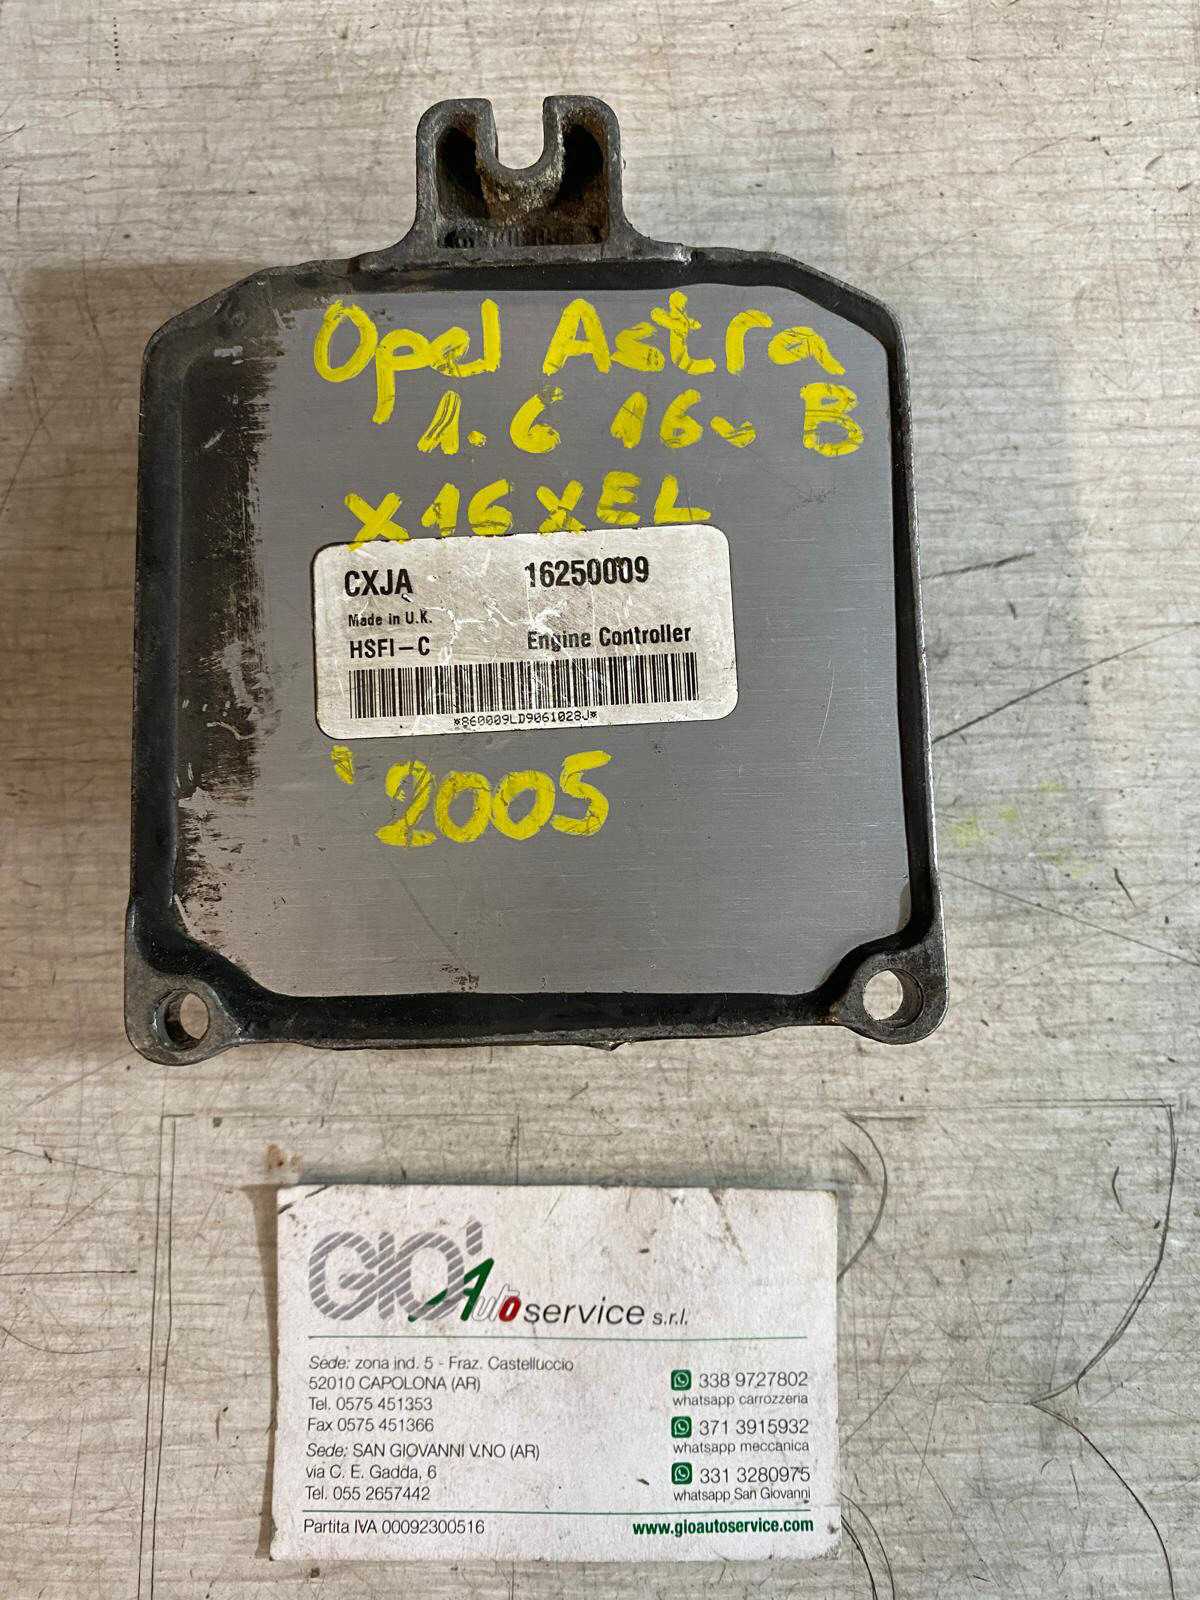 Opel Astra
1.6 16v B
X16XEL
CXJA 16250009
Made in U.K.
HSFI-C Engine Controller
*860009LD9061028J*
'2005
GIO' Auto service s.r.l.
Sede: zona ind. 5 - Fraz. Castelluccio
52010 CAPOLONA (AR)
Tel. 0575 451353
Fax 0575 451366
Sede: SAN GIOVANNI V.NO (AR)
via C. E. Gadda, 6
Tel. 055 2657442
338 9727802
whatsapp carrozzeria
371 3915932
whatsapp meccanica
331 3280975
whatsapp San Giovanni
Partita IVA 00092300516
www.gioautoservice.com